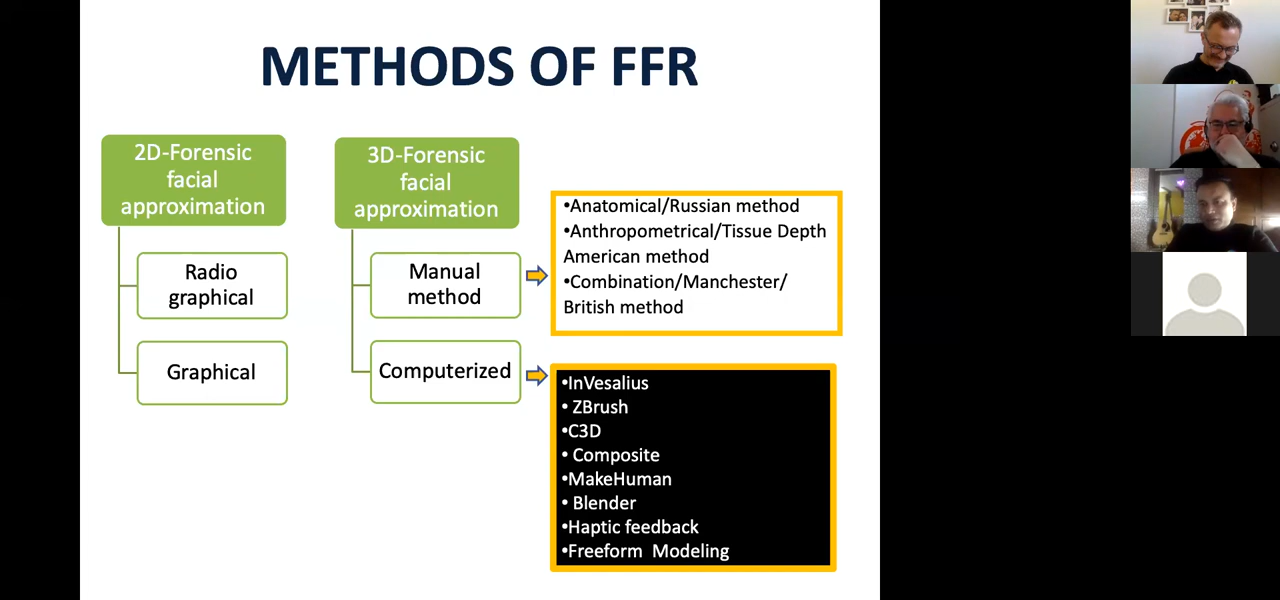 METHODS OF FFR
2D-Forensic
facial
approximation
Radio
graphical
Graphical
3D-Forensic
facial
approximation
Manual
method
Computerized
•Anatomical/Russian method
•Anthropometrical/Tissue Depth
American method
•Combination/Manchester/
British method
•InVesalius
• ZBrush
•C3D
• Composite
•MakeHuman
• Blender
•Haptic feedback
•Freeform Modeling